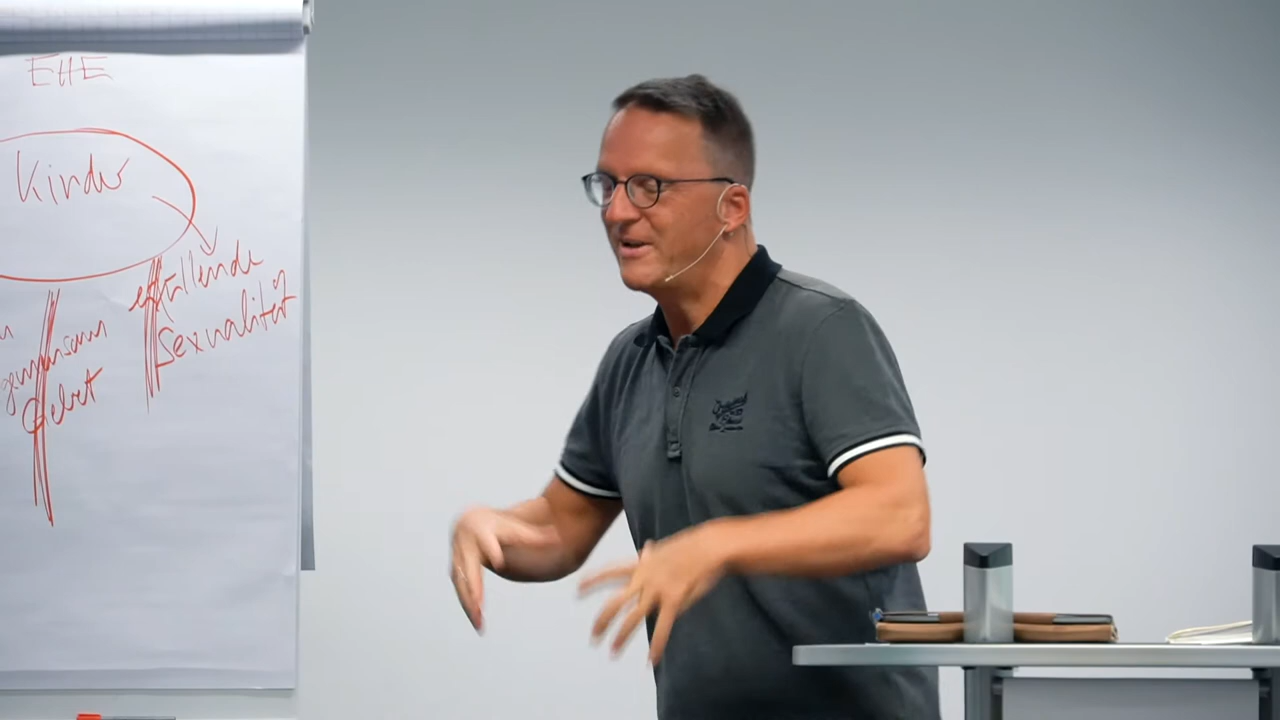 EHE
Kinder
erfüllende
Sexualität
gemeinsam
Gebet